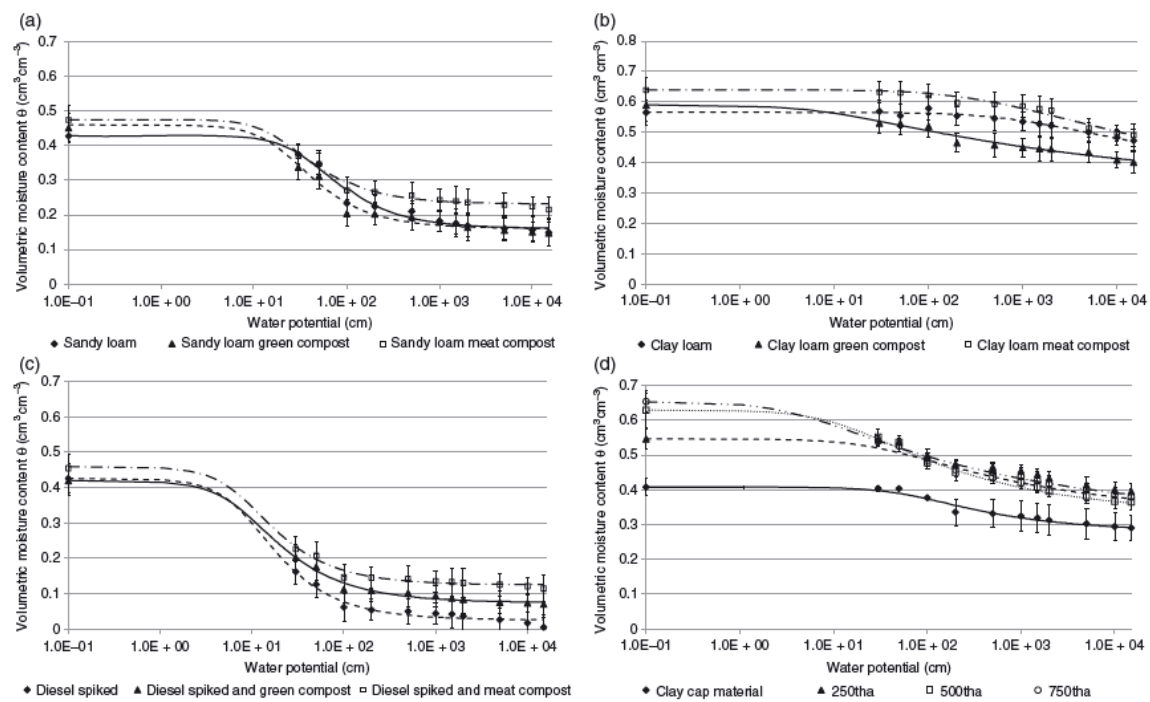 (a)
Volumetric moisture content θ (cm³ cm⁻³)
0.7
0.6
0.5
0.4
0.3
0.2
0.1
0
1.0E–01 1.0E + 00 1.0E + 01 1.0E + 02 1.0E + 03 1.0E + 04
Water potential (cm)
Sandy loam Sandy loam green compost Sandy loam meat compost
(b)
Volumetric moisture content θ (cm³ cm⁻³)
0.8
0.7
0.6
0.5
0.4
0.3
0.2
0.1
0
1.0E–01 1.0E + 00 1.0E + 01 1.0E + 02 1.0E + 03 1.0E + 04
Water potential (cm)
Clay loam Clay loam green compost Clay loam meat compost
(c)
Volumetric moisture content θ (cm³cm⁻³)
0.7
0.6
0.5
0.4
0.3
0.2
0.1
0
1.0E–01 1.0E + 00 1.0E + 01 1.0E + 02 1.0E + 03 1.0E + 04
Water potential (cm)
Diesel spiked Diesel spiked and green compost Diesel spiked and meat compost
(d)
Volumetric moisture content θ (cm³cm⁻³)
0.7
0.6
0.5
0.4
0.3
0.2
0.1
0
1.0E–01 1.0E + 00 1.0E + 01 1.0E + 02 1.0E + 03 1.0E + 04
Water potential (cm)
Clay cap material 250tha 500tha 750tha